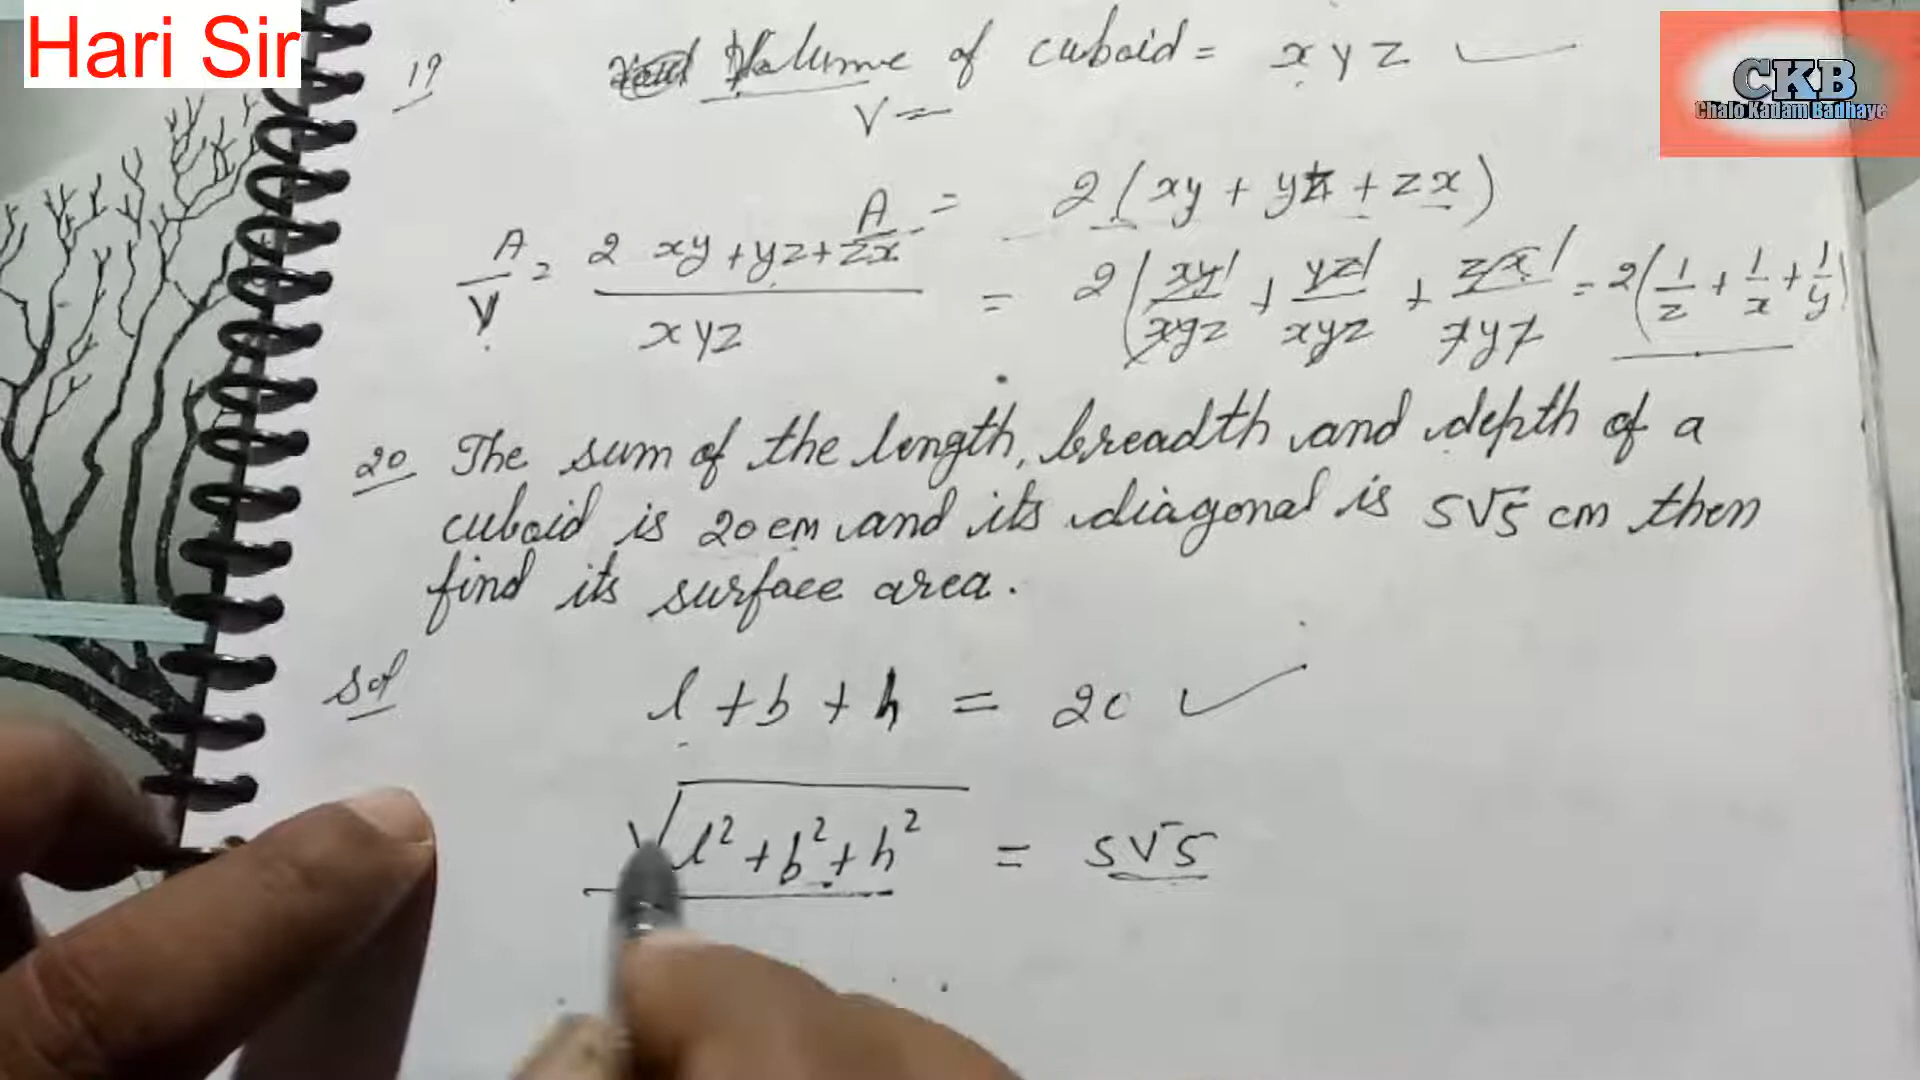 Hari Sir
CKB
Chalo Kadam Badhaye
19 Volume of cuboid = xyz
V =
A = 2(xy + yz + zx)
A/V = 2 xy+yz+zx / xyz = 2(xy/xyz + yz/xyz + zx/xyz) = 2(1/z + 1/x + 1/y)
20 The sum of the length, breadth and depth of a
cuboid is 20 cm and its diagonal is 5√5 cm then
find its surface area.
Sol
l + b + h = 20
√l²+b²+h² = 5√5